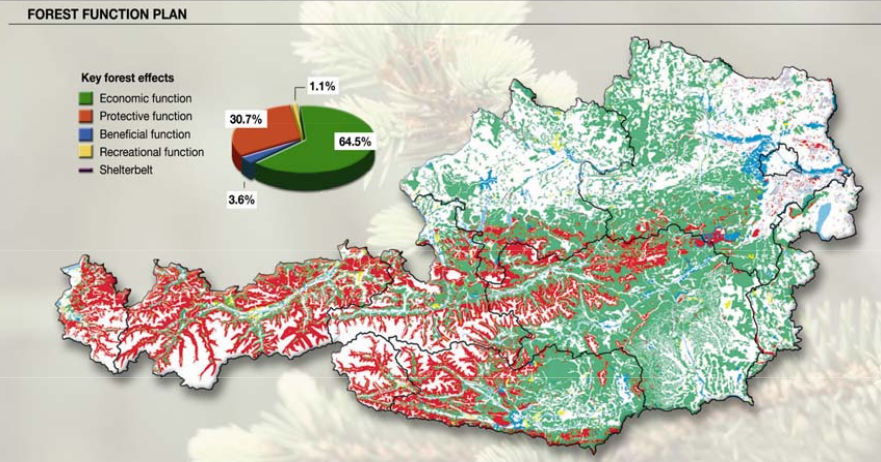 FOREST FUNCTION PLAN
Key forest effects
Economic function
Protective function
Beneficial function
Recreational function
Shelterbelt
1.1%
30.7%
64.5%
3.6%